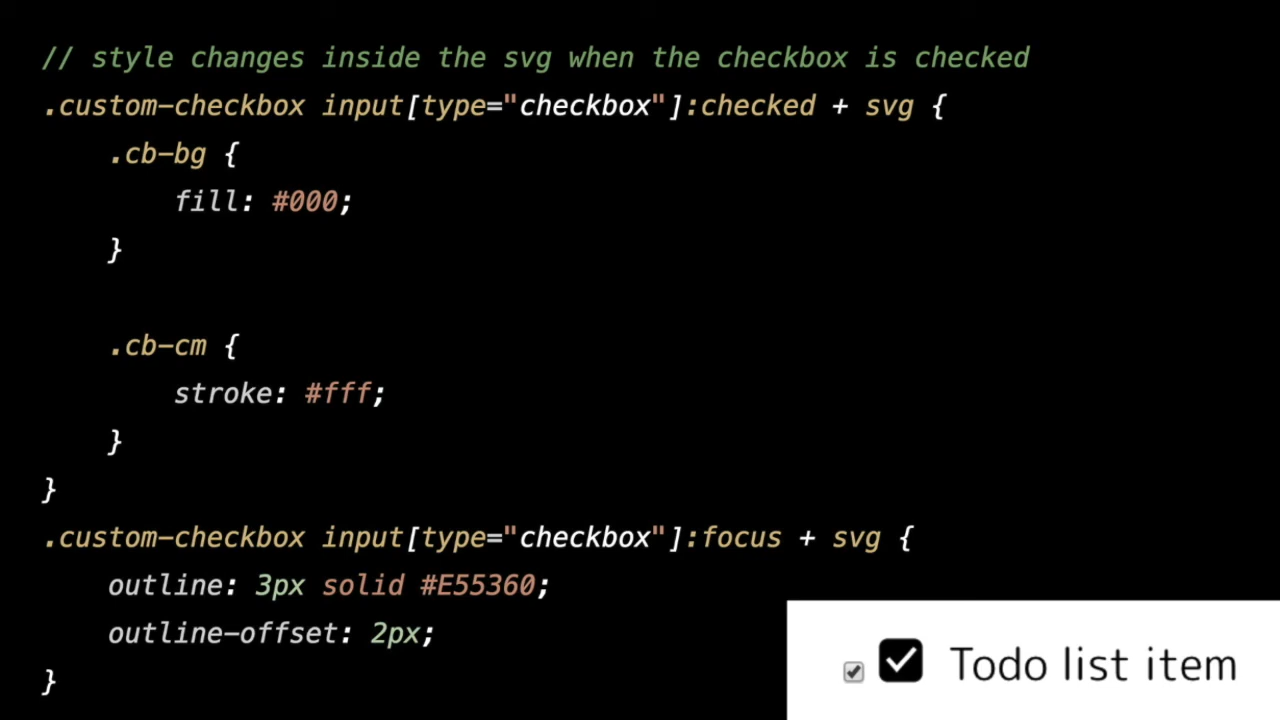 // style changes inside the svg when the checkbox is checked
.custom-checkbox input[type="checkbox"]:checked + svg {
    .cb-bg {
        fill: #000;
    }
    .cb-cm {
        stroke: #fff;
    }
}
.custom-checkbox input[type="checkbox"]:focus + svg {
    outline: 3px solid #E55360;
    outline-offset: 2px;
}
Todo list item